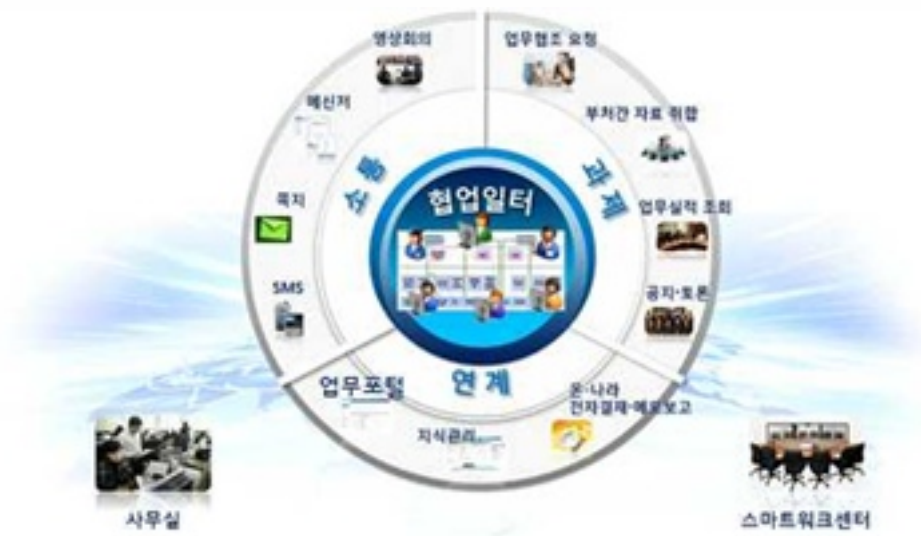 영상회의
업무협조 요청
메신저
부처간 자료 취합
소통
과제
협업일터
쪽지
업무실적 조회
SMS
공지·토론
연계
업무포털
온·나라
전자결재·메모보고
지식관리
사무실
스마트워크센터